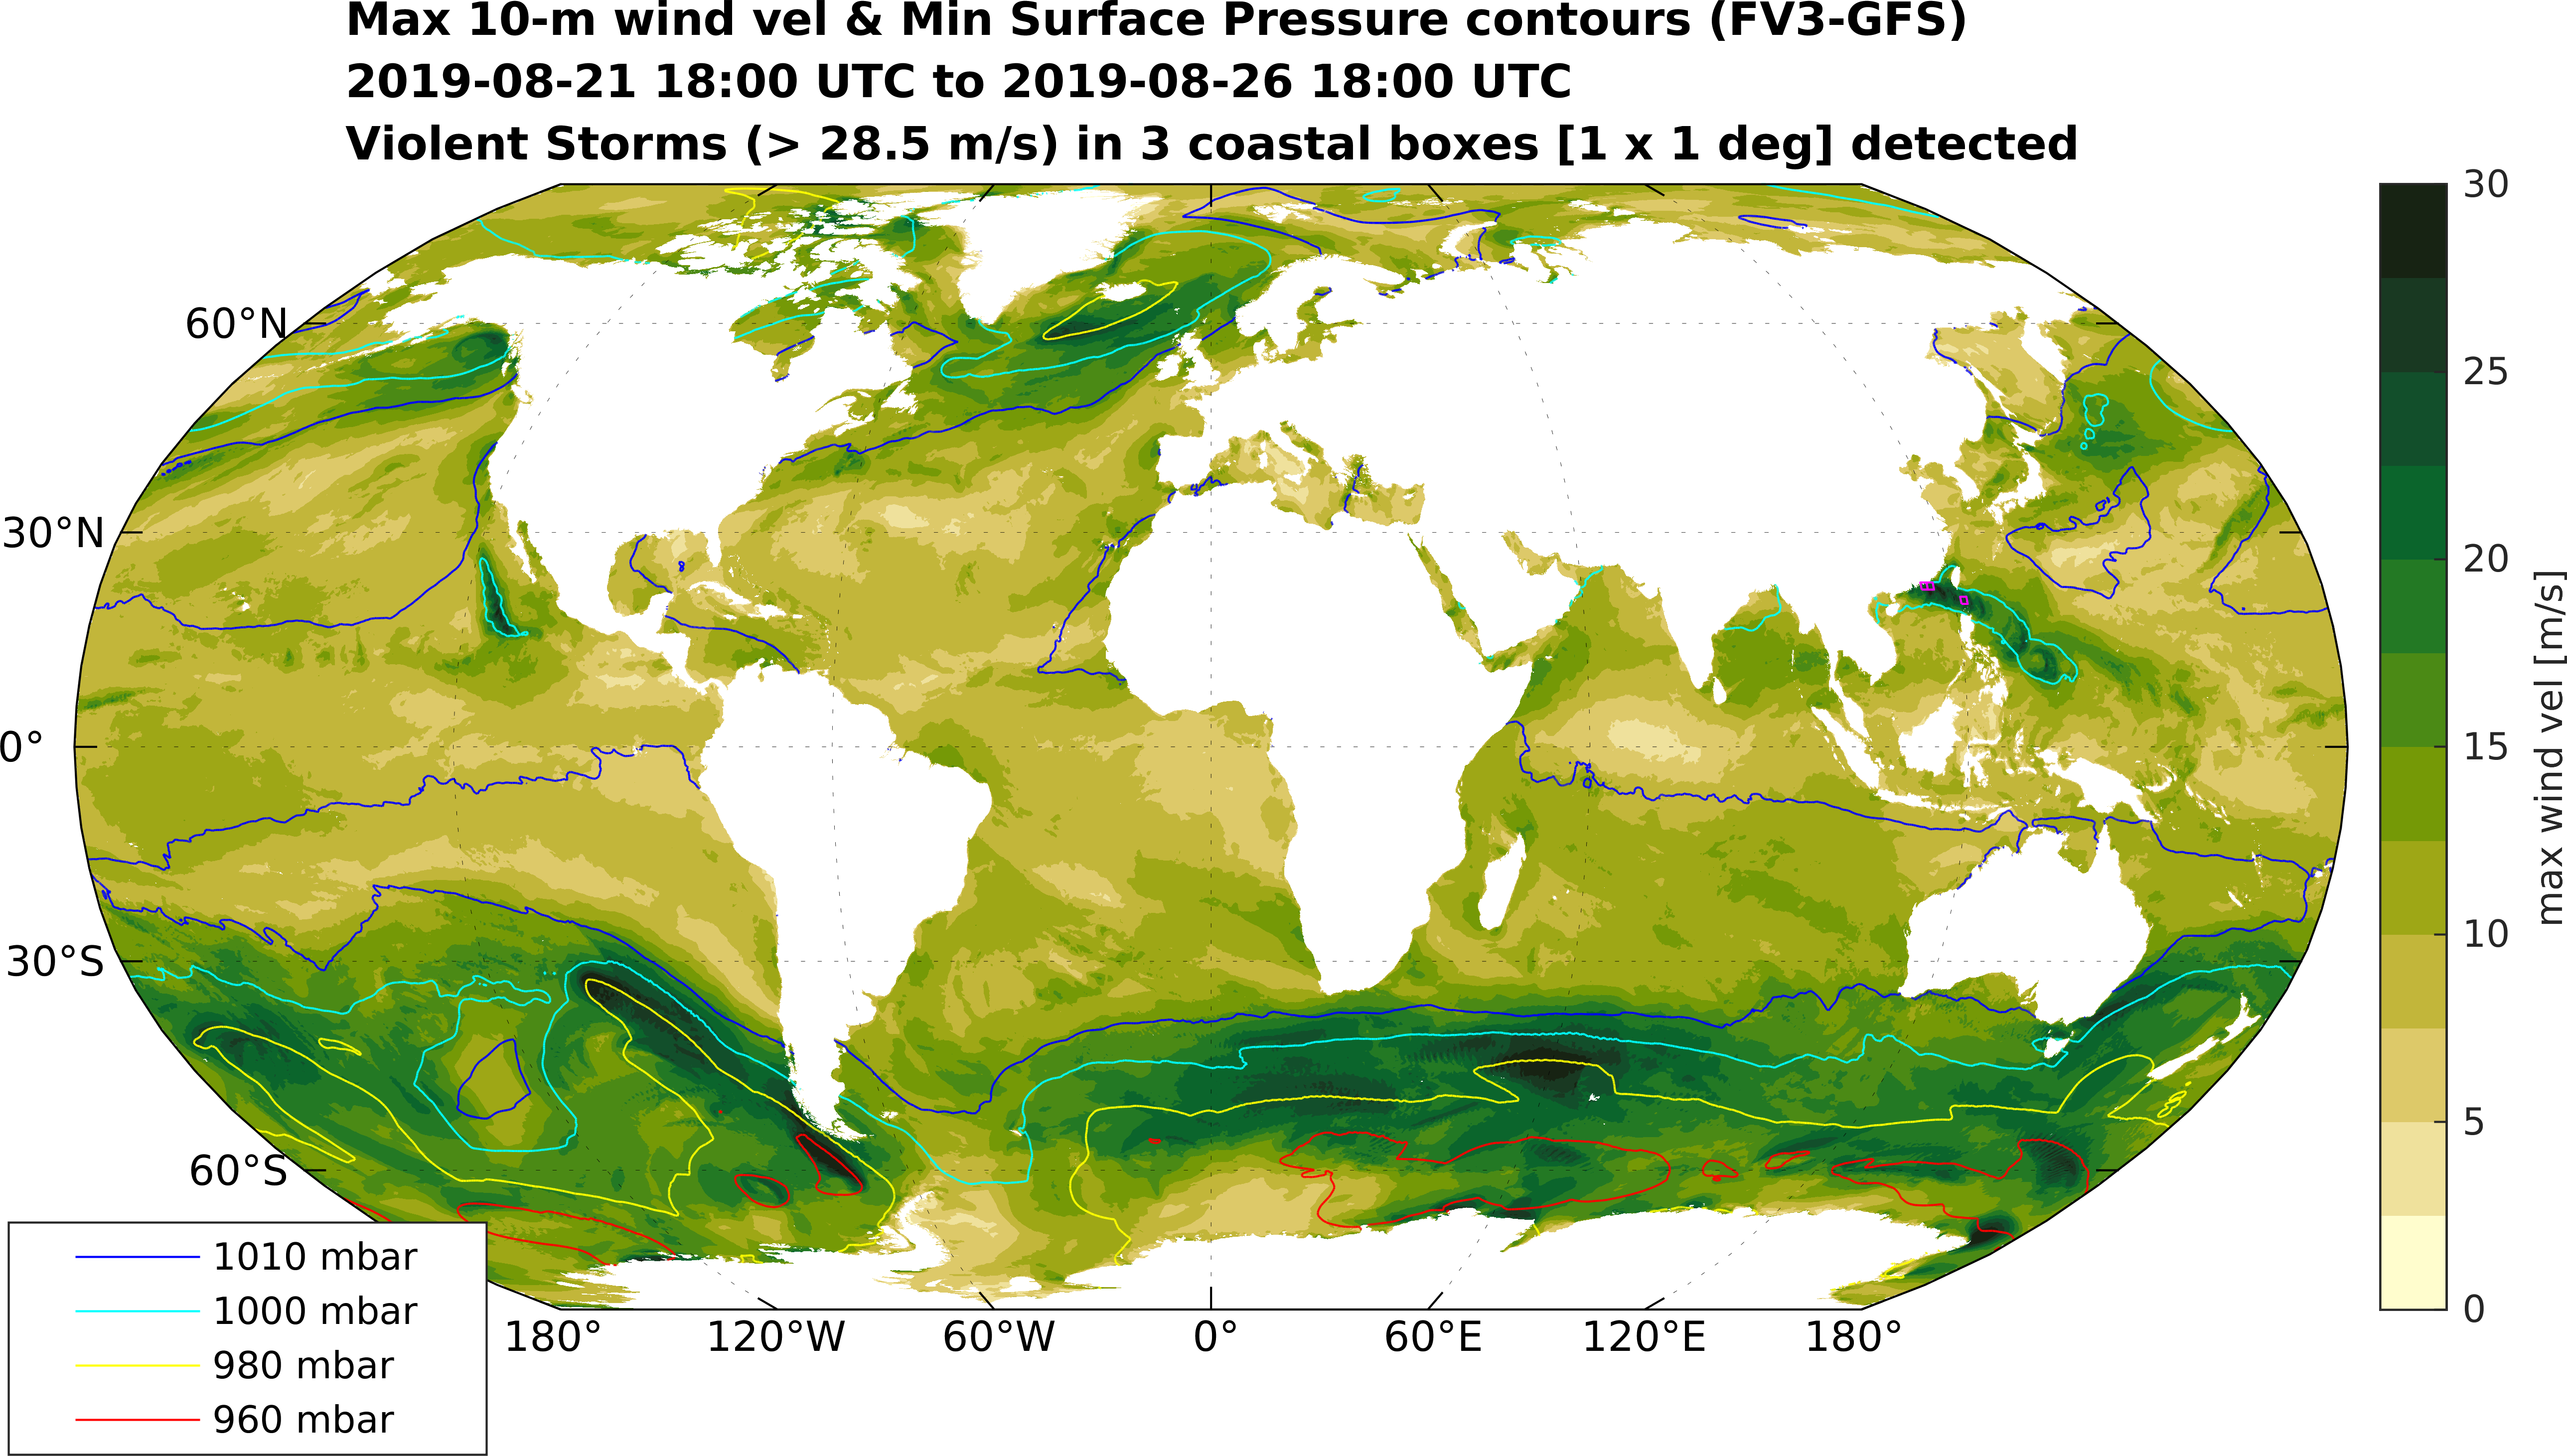 Max 10-m wind vel & Min Surface Pressure contours (FV3-GFS)
2019-08-21 18:00 UTC to 2019-08-26 18:00 UTC
Violent Storms (> 28.5 m/s) in 3 coastal boxes [1 x 1 deg] detected
60°N
30°N
0°
30°S
60°S
180°
120°W
60°W
0°
60°E
120°E
180°
1010 mbar
1000 mbar
980 mbar
960 mbar
30
25
20
15
10
5
0
max wind vel [m/s]